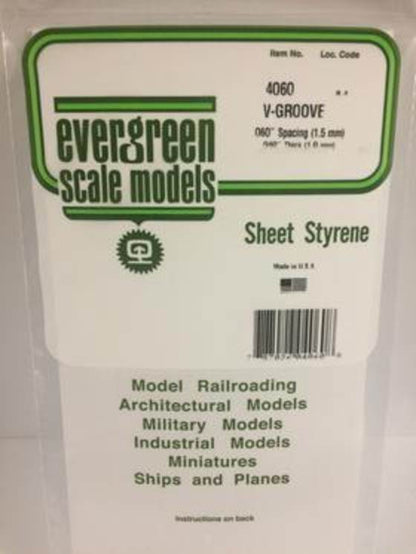 Item No. Loc. Code
4060
V-GROOVE
.060" Spacing (1.5 mm)
.040" Thick (1.0 mm)
evergreen
scale models
Sheet Styrene
Made in U.S.A.
Model Railroading
Architectural Models
Military Models
Industrial Models
Miniatures
Ships and Planes
Instructions on back